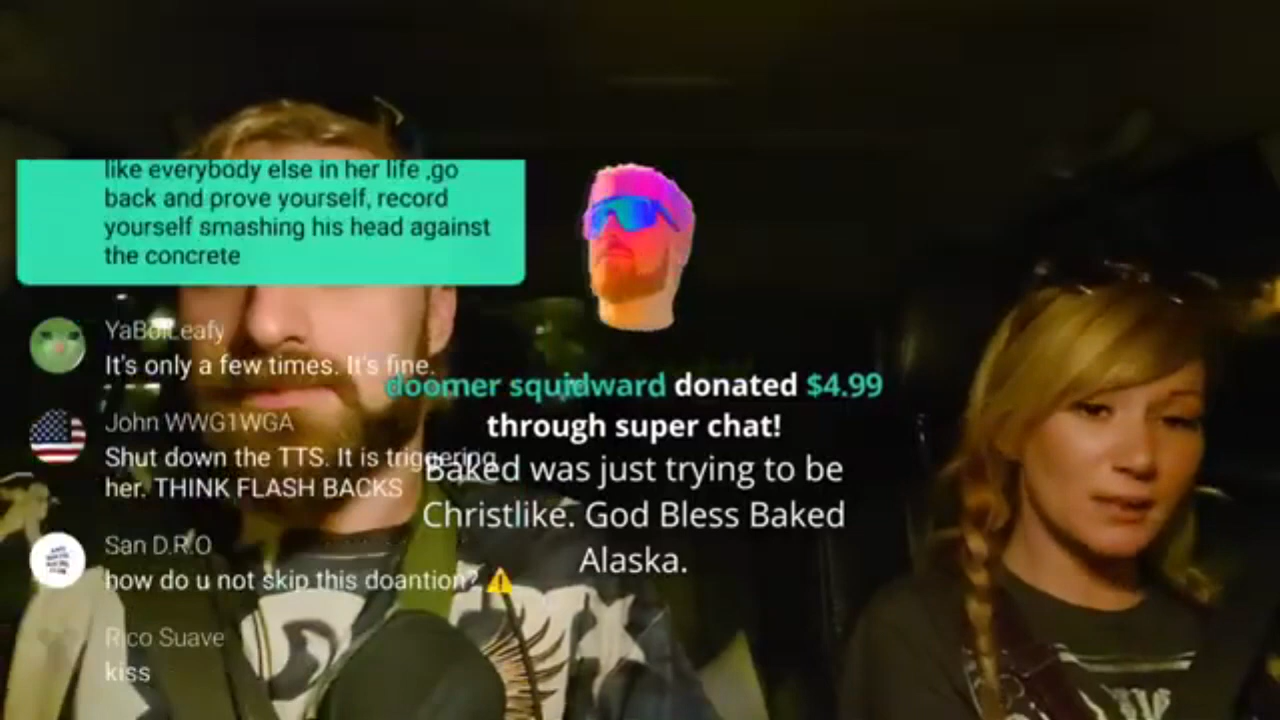 like everybody else in her life ,go
back and prove yourself, record
yourself smashing his head against
the concrete
YaBoiLeafy
It's only a few times. It's fine.
John WWG1WGA
Shut down the TTS. It is triggering
her. THINK FLASH BACKS
San D.R.O
how do u not skip this doantion? ⚠️
Rico Suave
kiss
doomer squidward donated $4.99
through super chat!
Baked was just trying to be
Christlike. God Bless Baked
Alaska.